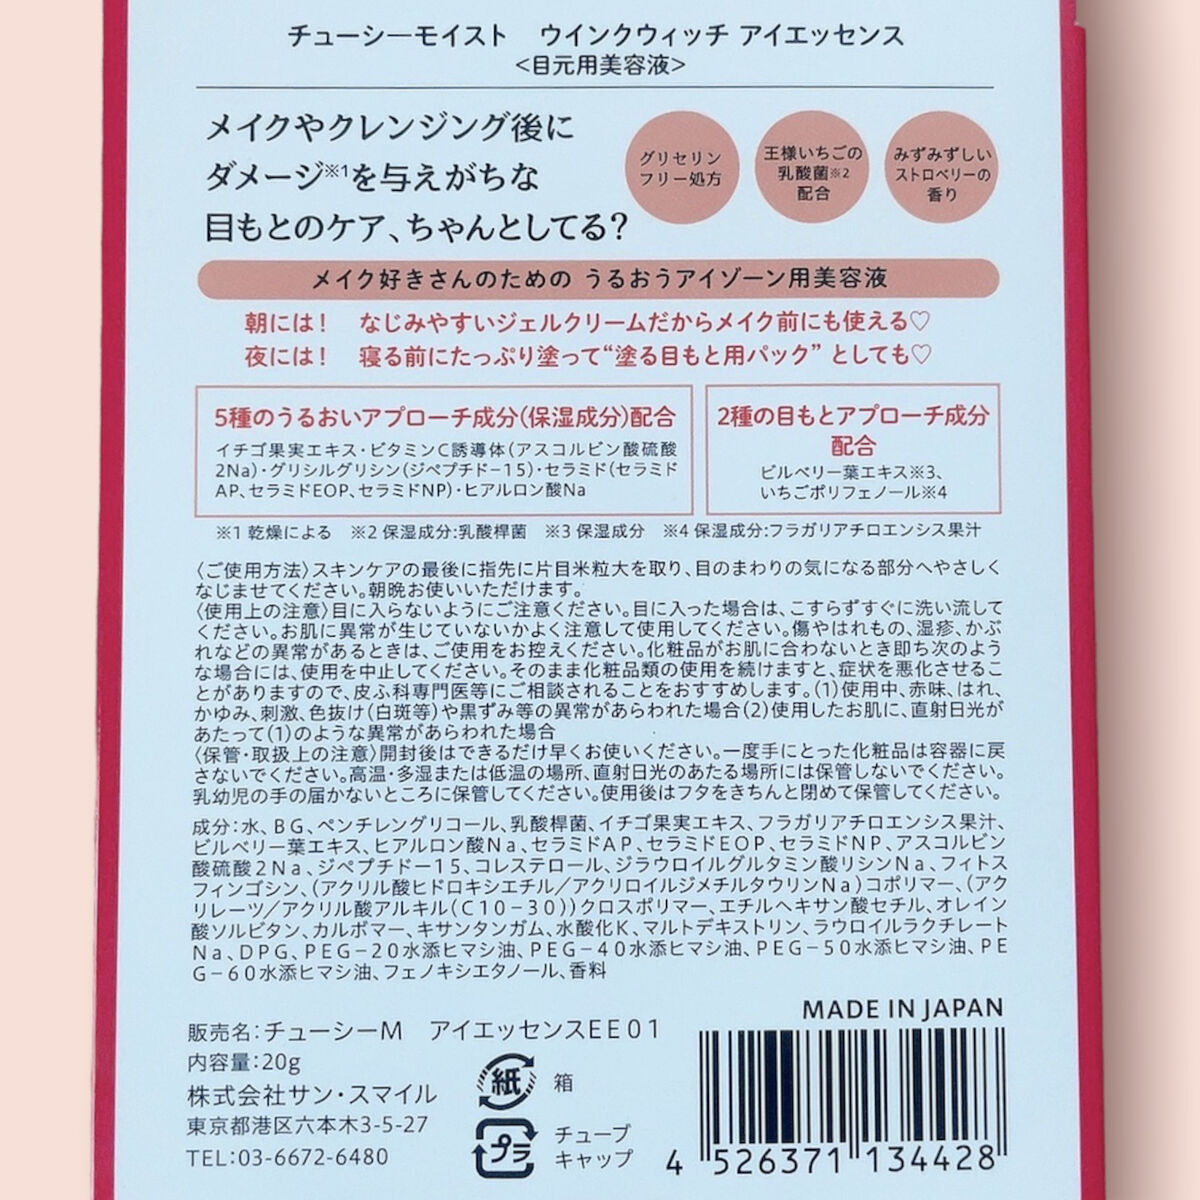 チューシーモイスト　ウインクウィッチ アイエッセンス
<目元用美容液>
メイクやクレンジング後に
ダメージ※1を与えがちな
目もとのケア、ちゃんとしてる？
グリセリン
フリー処方
王様いちごの
乳酸菌※2
配合
みずみずしい
ストロベリーの
香り
メイク好きさんのための うるおうアイゾーン用美容液
朝には！　なじみやすいジェルクリームだからメイク前にも使える♡
夜には！　寝る前にたっぷり塗って“塗る目もと用パック” としても♡
5種のうるおいアプローチ成分(保湿成分)配合
イチゴ果実エキス・ビタミンC誘導体(アスコルビン酸硫酸
2Na)・グリシルグリシン(ジペプチド-15)・セラミド(セラミド
AP、セラミドEOP、セラミドNP)・ヒアルロン酸Na
2種の目もとアプローチ成分
配合
ビルベリー葉エキス※3、
いちごポリフェノール※4
※1 乾燥による　※2 保湿成分:乳酸桿菌　※3 保湿成分　※4 保湿成分:フラガリアチロエンシス果汁
〈ご使用方法〉スキンケアの最後に指先に片目米粒大を取り、目のまわりの気になる部分へやさしく
なじませてください。朝晩お使いいただけます。
〈使用上の注意〉目に入らないようにご注意ください。目に入った場合は、こすらずすぐに洗い流して
ください。お肌に異常が生じていないかよく注意して使用してください。傷やはれもの、湿疹、かぶ
れなどの異常があるときは、ご使用をお控えください。化粧品がお肌に合わないとき即ち次のよう
な場合には、使用を中止してください。そのまま化粧品類の使用を続けますと、症状を悪化させるこ
とがありますので、皮ふ科専門医等にご相談されることをおすすめします。(1)使用中、赤味、はれ、
かゆみ、刺激、色抜け(白斑等)や黒ずみ等の異常があらわれた場合(2)使用したお肌に、直射日光が
あたって(1)のような異常があらわれた場合
〈保管・取扱上の注意〉開封後はできるだけ早くお使いください。一度手にとった化粧品は容器に戻
さないでください。高温・多湿または低温の場所、直射日光のあたる場所には保管しないでください。
乳幼児の手の届かないところに保管してください。使用後はフタをきちんと閉めて保管してください。
成分：水、BG、ペンチレングリコール、乳酸桿菌、イチゴ果実エキス、フラガリアチロエンシス果汁、
ビルベリー葉エキス、ヒアルロン酸Na、セラミドAP、セラミドEOP、セラミドNP、アスコルビン
酸硫酸2Na、ジペプチド－15、コレステロール、ジラウロイルグルタミン酸リシンNa、フィトス
フィンゴシン、(アクリル酸ヒドロキシエチル／アクリロイルジメチルタウリンNa)コポリマー、(アク
リレーツ／アクリル酸アルキル(C10－30))クロスポリマー、エチルヘキサン酸セチル、オレイン
酸ソルビタン、カルボマー、キサンタンガム、水酸化K、マルトデキストリン、ラウロイルラクチレート
Na、DPG、PEG－20水添ヒマシ油、PEG－40水添ヒマシ油、PEG－50水添ヒマシ油、PE
G－60水添ヒマシ油、フェノキシエタノール、香料
MADE IN JAPAN
販売名：チューシーM　アイエッセンスEE01
内容量：20g
株式会社サン・スマイル
東京都港区六本木3-5-27
TEL：03-6672-6480
紙
箱
プラ
チューブ
キャップ
4 526371 134428